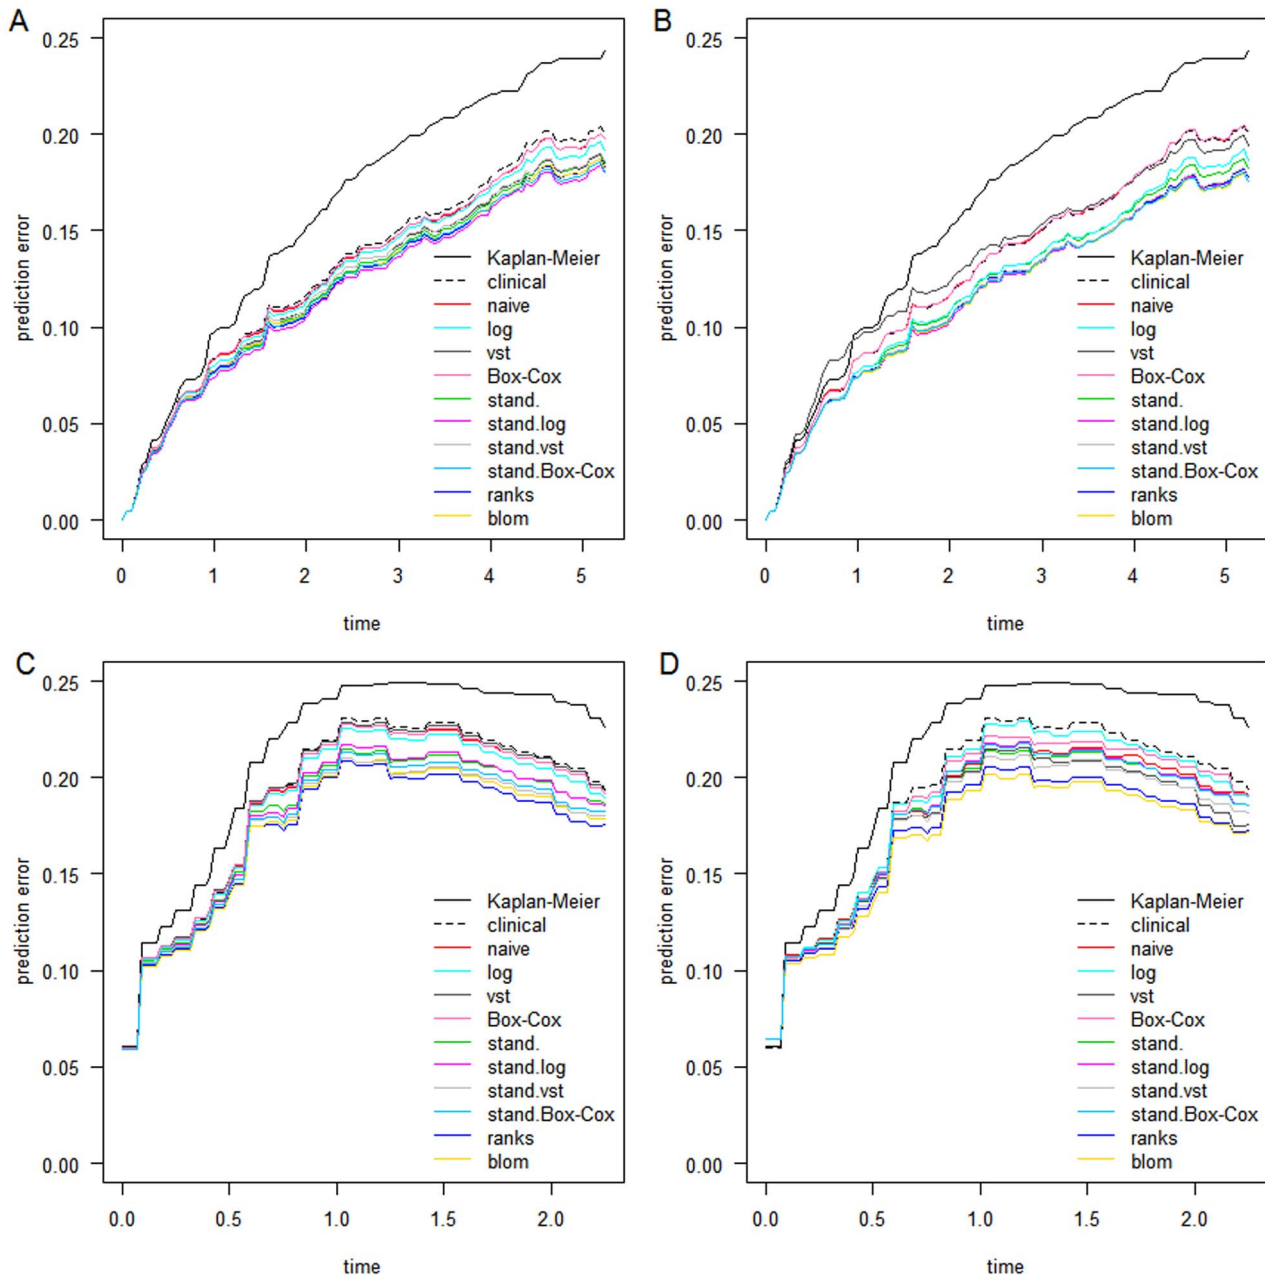 A
0.25
0.20
0.15
0.10
0.05
0.00
prediction error
Kaplan-Meier
clinical
naive
log
vst
Box-Cox
stand.
stand.log
stand.vst
stand.Box-Cox
ranks
blom
0 1 2 3 4 5
time
B
0.25
0.20
0.15
0.10
0.05
0.00
prediction error
Kaplan-Meier
clinical
naive
log
vst
Box-Cox
stand.
stand.log
stand.vst
stand.Box-Cox
ranks
blom
0 1 2 3 4 5
time
C
0.25
0.20
0.15
0.10
0.05
0.00
prediction error
Kaplan-Meier
clinical
naive
log
vst
Box-Cox
stand.
stand.log
stand.vst
stand.Box-Cox
ranks
blom
0.0 0.5 1.0 1.5 2.0
time
D
0.25
0.20
0.15
0.10
0.05
0.00
prediction error
Kaplan-Meier
clinical
naive
log
vst
Box-Cox
stand.
stand.log
stand.vst
stand.Box-Cox
ranks
blom
0.0 0.5 1.0 1.5 2.0
time